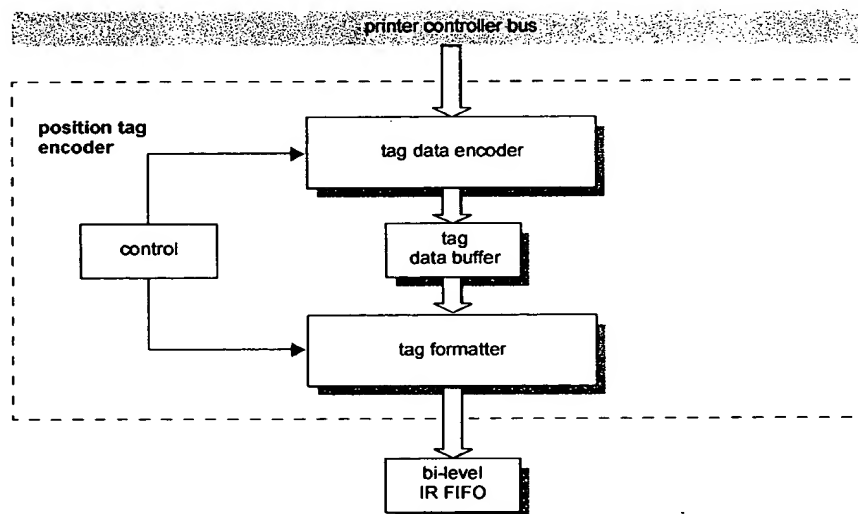 printer controller bus
position tag
encoder
tag data encoder
control
tag
data buffer
tag formatter
bi-level
IR FIFO